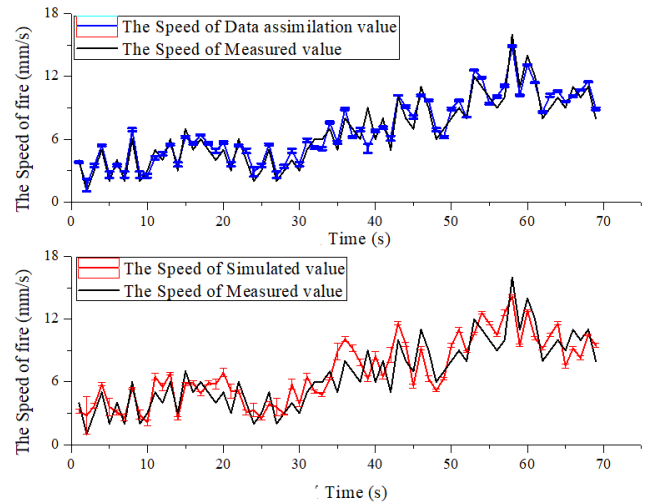 The Speed of Data assimilation value
The Speed of Measured value
The Speed of fire (mm/s)
18
12
6
0
0 10 20 30 40 50 60 70
Time (s)
The Speed of Simulated value
The Speed of Measured value
The Speed of fire (mm/s)
18
12
6
0
0 10 20 30 40 50 60 70
Time (s)